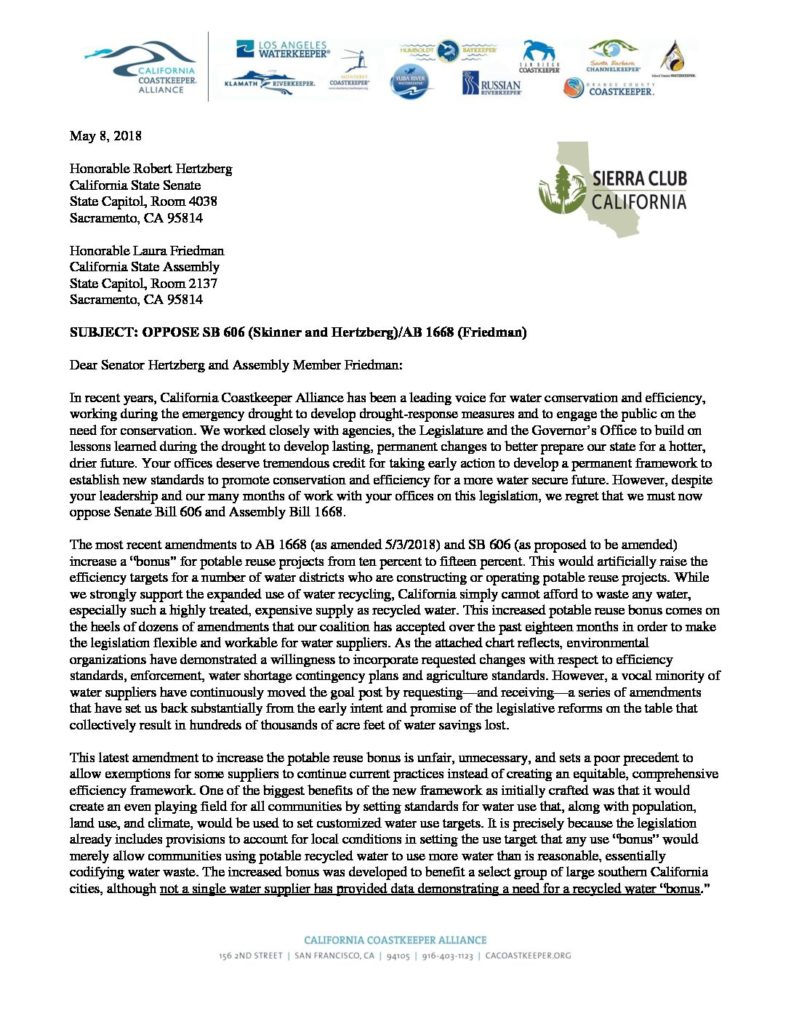 CALIFORNIA
COASTKEEPER
ALLIANCE
LOS ANGELES
WATERKEEPER
KLAMATH RIVERKEEPER
MONTEREY
COASTKEEPER
HUMBOLDT BAYKEEPER
YUBA RIVER
WATERKEEPER
RUSSIAN
RIVERKEEPER
SAN DIEGO
COASTKEEPER
Santa Barbara
CHANNELKEEPER
ORANGE COUNTY
COASTKEEPER
May 8, 2018
Honorable Robert Hertzberg
California State Senate
State Capitol, Room 4038
Sacramento, CA 95814
SIERRA CLUB
CALIFORNIA
Honorable Laura Friedman
California State Assembly
State Capitol, Room 2137
Sacramento, CA 95814
SUBJECT: OPPOSE SB 606 (Skinner and Hertzberg)/AB 1668 (Friedman)
Dear Senator Hertzberg and Assembly Member Friedman:
In recent years, California Coastkeeper Alliance has been a leading voice for water conservation and efficiency,
working during the emergency drought to develop drought-response measures and to engage the public on the
need for conservation. We worked closely with agencies, the Legislature and the Governor's Office to build on
lessons learned during the drought to develop lasting, permanent changes to better prepare our state for a hotter,
drier future. Your offices deserve tremendous credit for taking early action to develop a permanent framework to
establish new standards to promote conservation and efficiency for a more water secure future. However, despite
your leadership and our many months of work with your offices on this legislation, we regret that we must now
oppose Senate Bill 606 and Assembly Bill 1668.
The most recent amendments to AB 1668 (as amended 5/3/2018) and SB 606 (as proposed to be amended)
increase a "bonus" for potable reuse projects from ten percent to fifteen percent. This would artificially raise the
efficiency targets for a number of water districts who are constructing or operating potable reuse projects. While
we strongly support the expanded use of water recycling, California simply cannot afford to waste any water,
especially such a highly treated, expensive supply as recycled water. This increased potable reuse bonus comes on
the heels of dozens of amendments that our coalition has accepted over the past eighteen months in order to make
the legislation flexible and workable for water suppliers. As the attached chart reflects, environmental
organizations have demonstrated a willingness to incorporate requested changes with respect to efficiency
standards, enforcement, water shortage contingency plans and agriculture standards. However, a vocal minority of
water suppliers have continuously moved the goal post by requesting—and receiving—a series of amendments
that have set us back substantially from the early intent and promise of the legislative reforms on the table that
collectively result in hundreds of thousands of acre feet of water savings lost.
This latest amendment to increase the potable reuse bonus is unfair, unnecessary, and sets a poor precedent to
allow exemptions for some suppliers to continue current practices instead of creating an equitable, comprehensive
efficiency framework. One of the biggest benefits of the new framework as initially crafted was that it would
create an even playing field for all communities by setting standards for water use that, along with population,
land use, and climate, would be used to set customized water use targets. It is precisely because the legislation
already includes provisions to account for local conditions in setting the use target that any use "bonus" would
merely allow communities using potable recycled water to use more water than is reasonable, essentially
codifying water waste. The increased bonus was developed to benefit a select group of large southern California
cities, although not a single water supplier has provided data demonstrating a need for a recycled water "bonus."
CALIFORNIA COASTKEEPER ALLIANCE
156 2ND STREET | SAN FRANCISCO, CA | 94105 | 916-403-1123 | CACOASTKEEPER.ORG